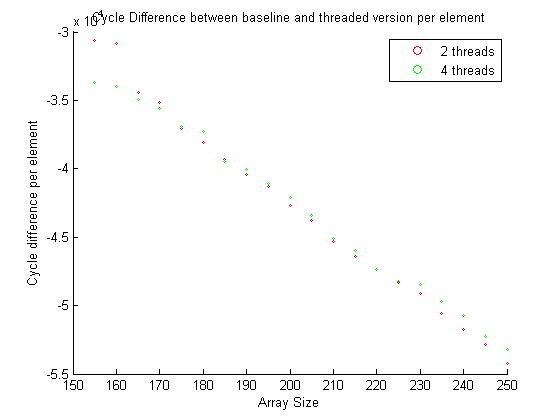 Cycle Difference between baseline and threaded version per element
x 10
-3
-3.5
-4
-4.5
-5
-5.5
Cycle difference per element
150 160 170 180 190 200 210 220 230 240 250
Array Size
2 threads
4 threads